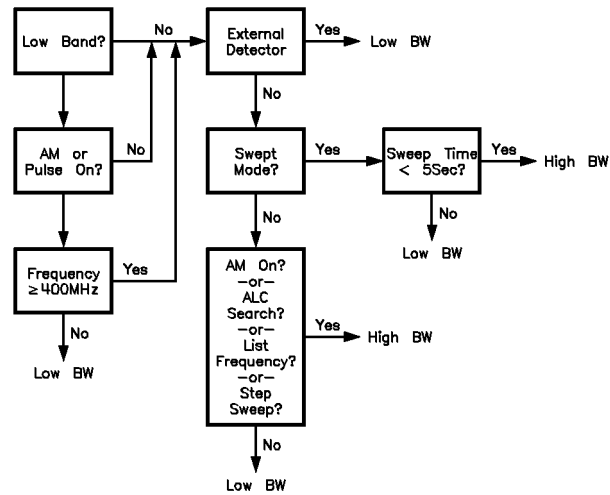 Low Band?
No
External
Detector
Yes
Low BW
No
AM or
Pulse On?
No
Swept
Mode?
Yes
Sweep Time
< 5Sec?
Yes
High BW
No
No
Low BW
Frequency
≥400MHz
Yes
No
Low BW
AM On?
—or—
ALC
Search?
—or—
List
Frequency?
—or—
Step
Sweep?
Yes
High BW
No
Low BW